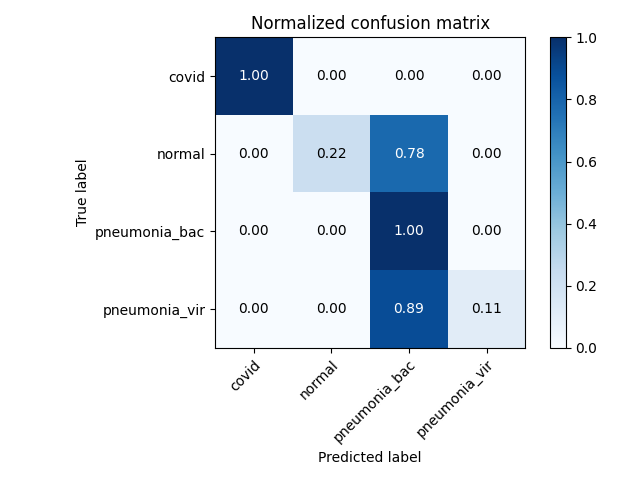 Normalized confusion matrix
True label
covid 1.00 0.00 0.00 0.00
normal 0.00 0.22 0.78 0.00
pneumonia_bac 0.00 0.00 1.00 0.00
pneumonia_vir 0.00 0.00 0.89 0.11
covid normal pneumonia_bac pneumonia_vir
Predicted label
1.0
0.8
0.6
0.4
0.2
0.0